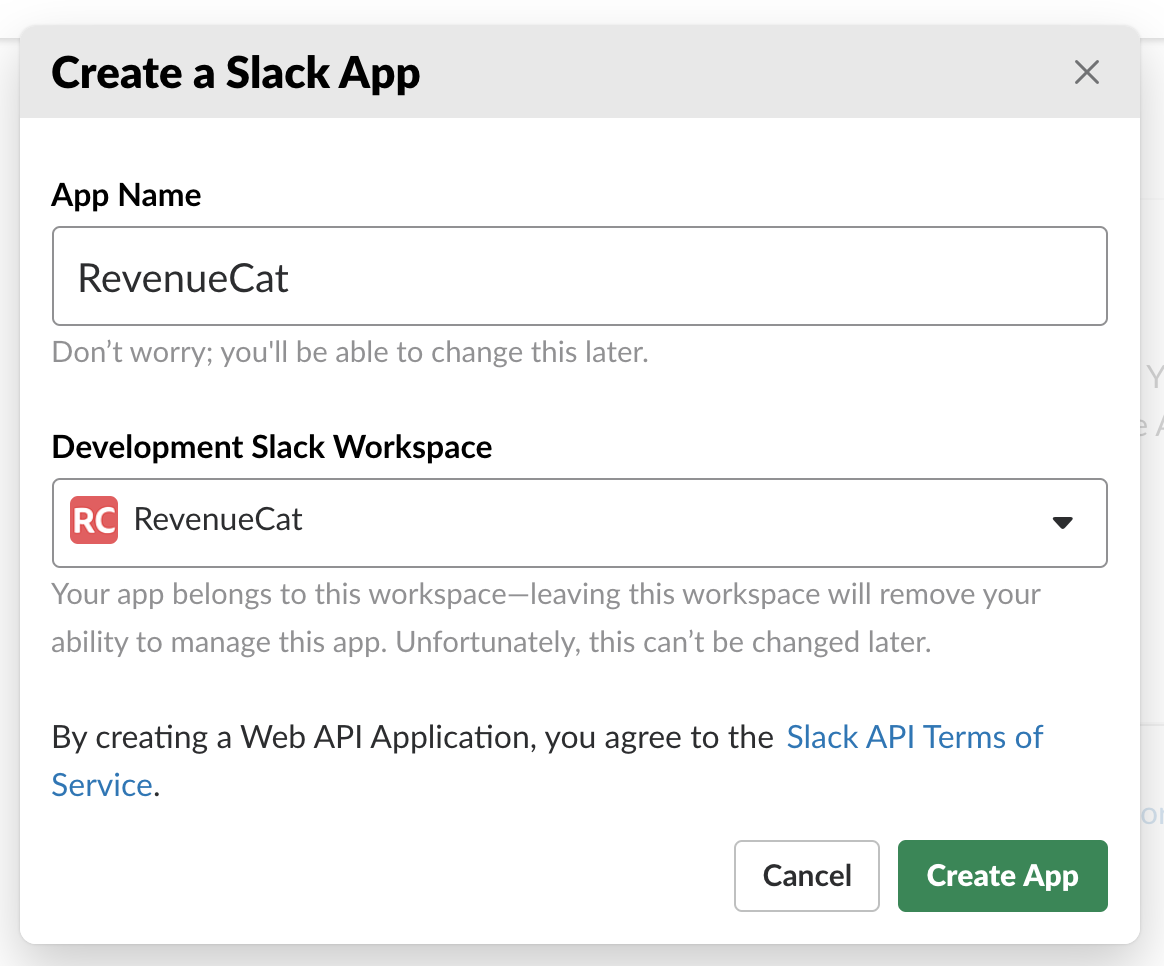 Create a Slack App
App Name
RevenueCat
Don’t worry; you'll be able to change this later.
Y
e A
Development Slack Workspace
RC RevenueCat
Your app belongs to this workspace—leaving this workspace will remove your
ability to manage this app. Unfortunately, this can’t be changed later.
By creating a Web API Application, you agree to the Slack API Terms of
Service.
or
Cancel Create App